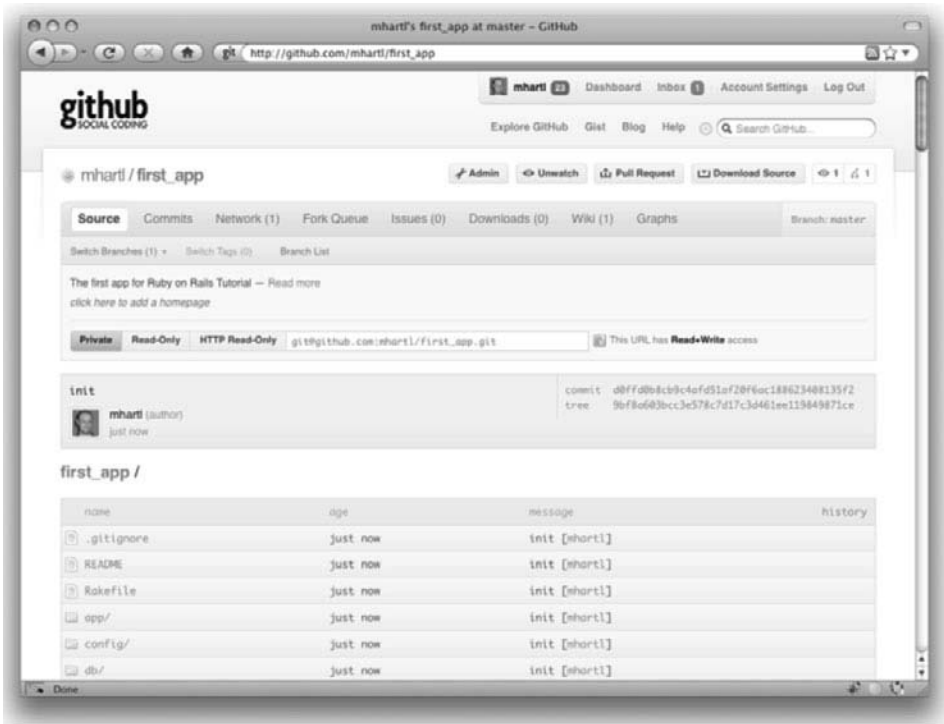 mhartl's first_app at master – GitHub
git http://github.com/mhartl/first_app
github
SOCIAL CODING
mhartl 23 Dashboard Inbox 1 Account Settings Log Out
Explore GitHub Gist Blog Help Search GitHub...
mhartl / first_app
Admin Unwatch Pull Request Download Source 1 1
Source Commits Network (1) Fork Queue Issues (0) Downloads (0) Wiki (1) Graphs Branch: master
Switch Branches (1) Switch Tags (0) Branch List
The first app for Ruby on Rails Tutorial — Read more
click here to add a homepage
Private Read-Only HTTP Read-Only git@github.com:mhartl/first_app.git This URL has Read+Write access
init
commit
tree
mhartl (author)
just now
first_app /
name age message history
.gitignore just now init [mhartl]
README just now init [mhartl]
Rakefile just now init [mhartl]
app/ just now init [mhartl]
config/ just now init [mhartl]
db/ just now init [mhartl]
Done